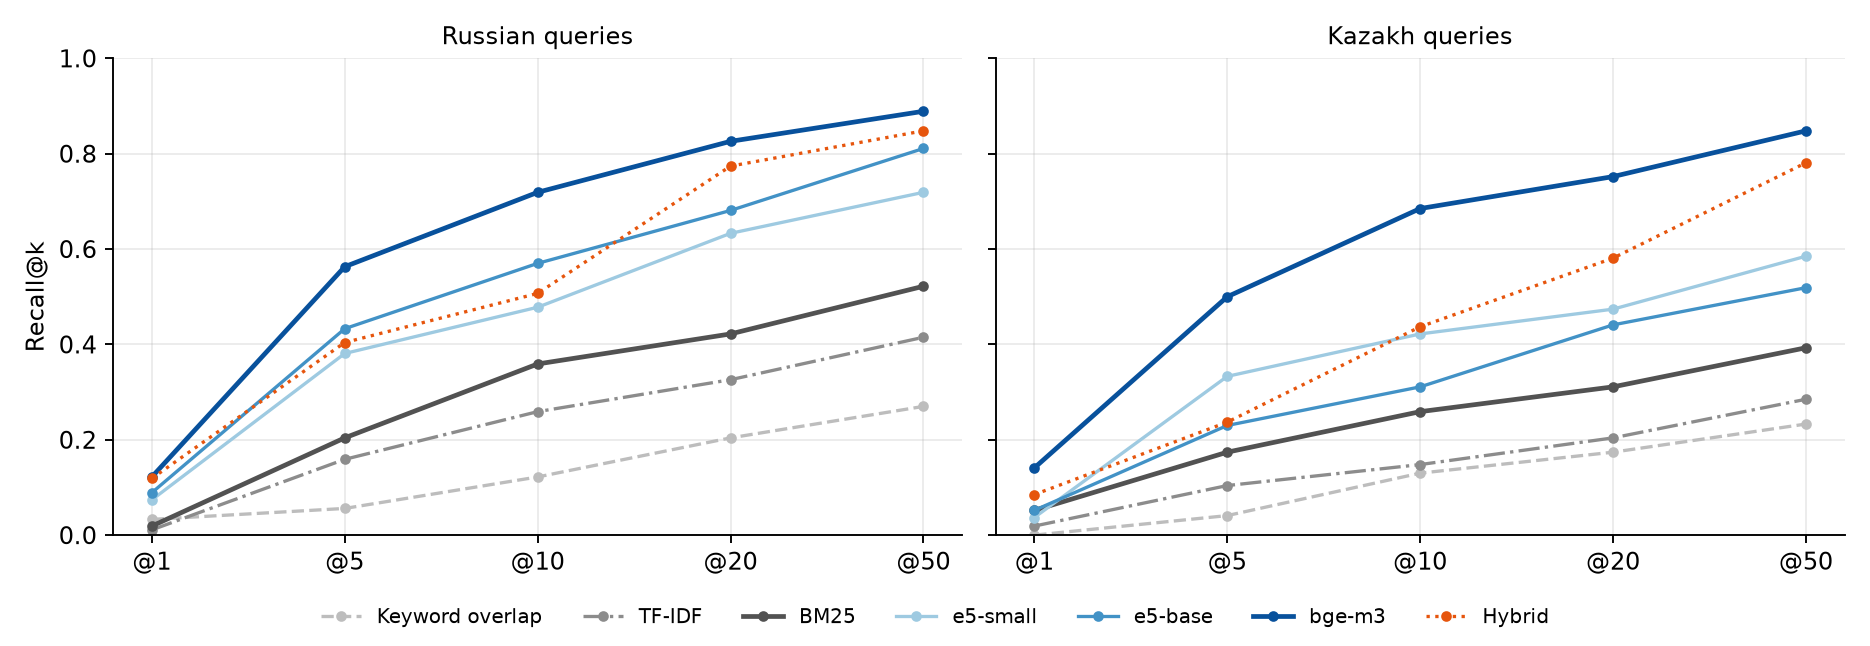 Russian queries
Kazakh queries
Recall@k
1.0
0.8
0.6
0.4
0.2
0.0
@1 @5 @10 @20 @50
@1 @5 @10 @20 @50
Keyword overlap TF-IDF BM25 e5-small e5-base bge-m3 Hybrid